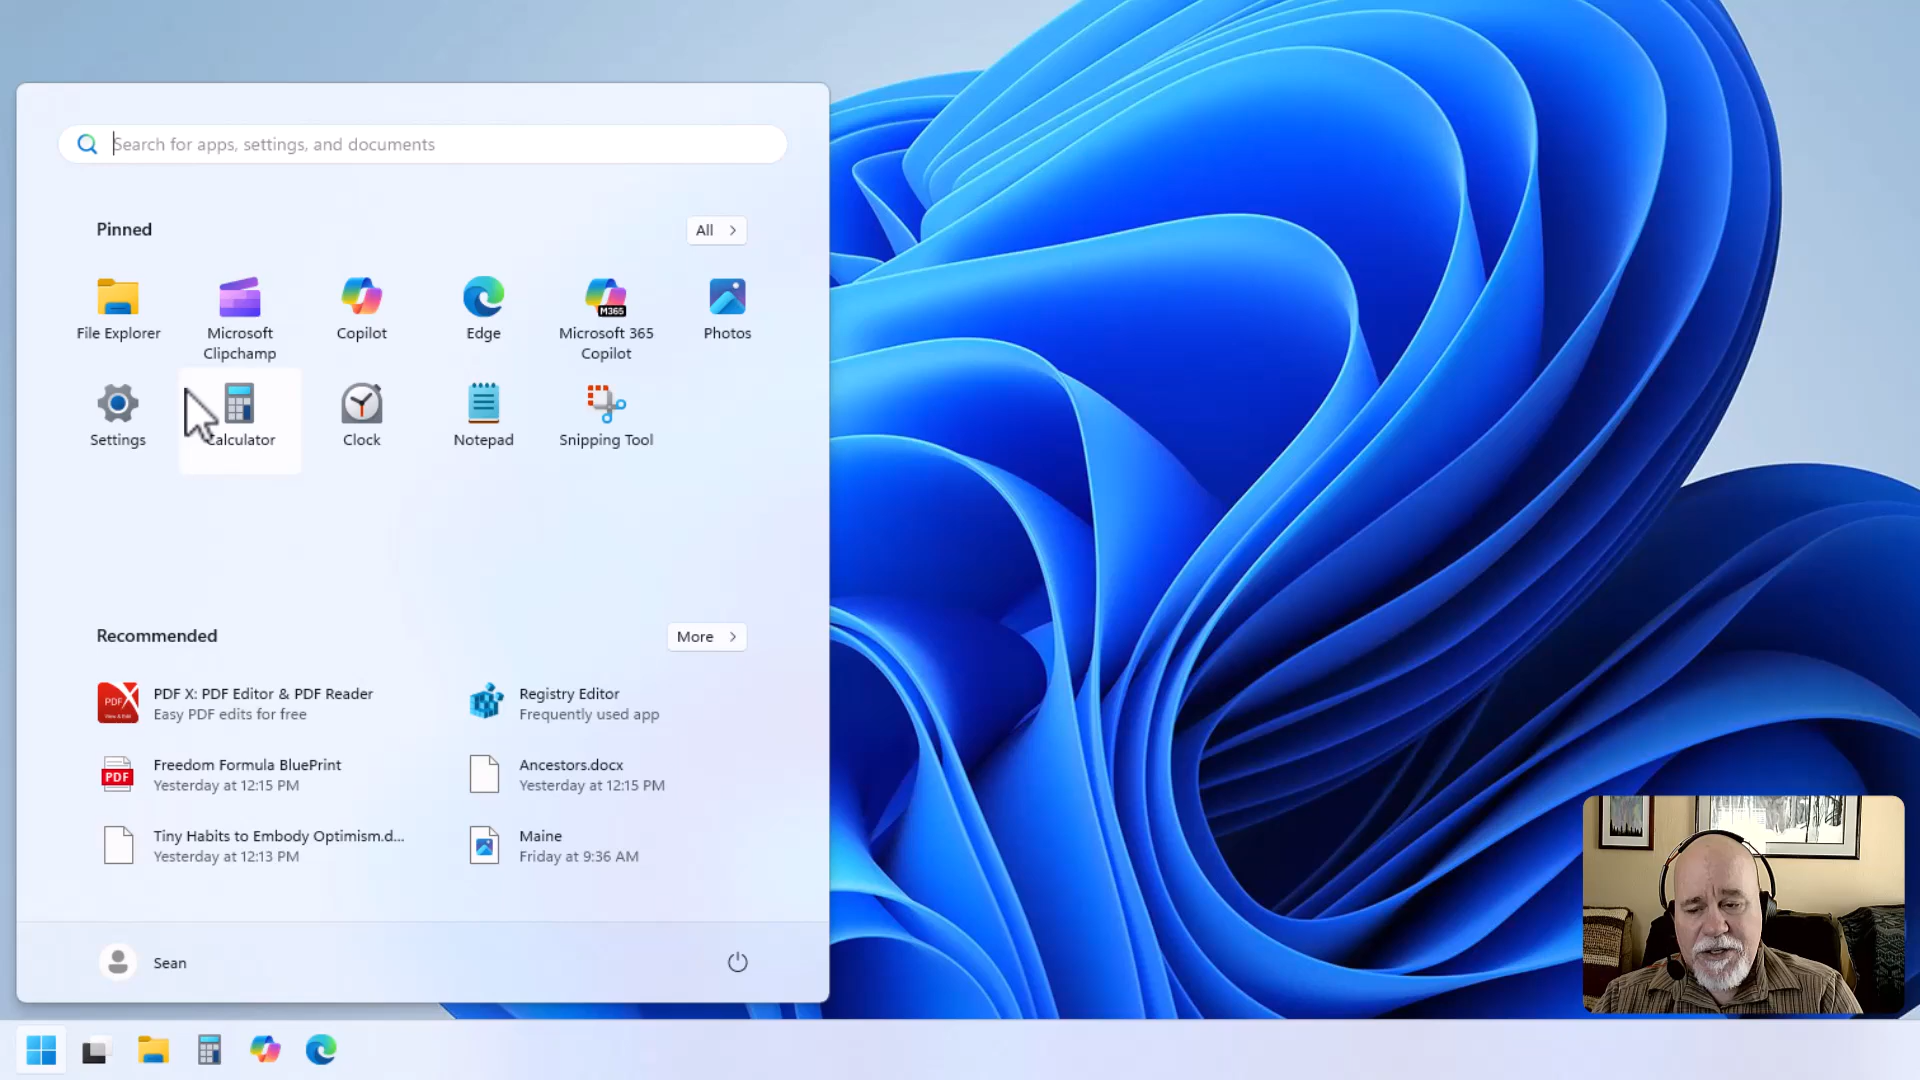 Search for apps, settings, and documents
Pinned
All
File Explorer
Microsoft
Clipchamp
Copilot
Edge
M365
Microsoft 365
Copilot
Photos
Settings
Calculator
Clock
Notepad
Snipping Tool
Recommended
More
PDF
PDF X: PDF Editor & PDF Reader
Easy PDF edits for free
Registry Editor
Frequently used app
PDF
Freedom Formula BluePrint
Yesterday at 12:15 PM
Ancestors.docx
Yesterday at 12:15 PM
Tiny Habits to Embody Optimism.d...
Yesterday at 12:13 PM
Maine
Friday at 9:36 AM
Sean